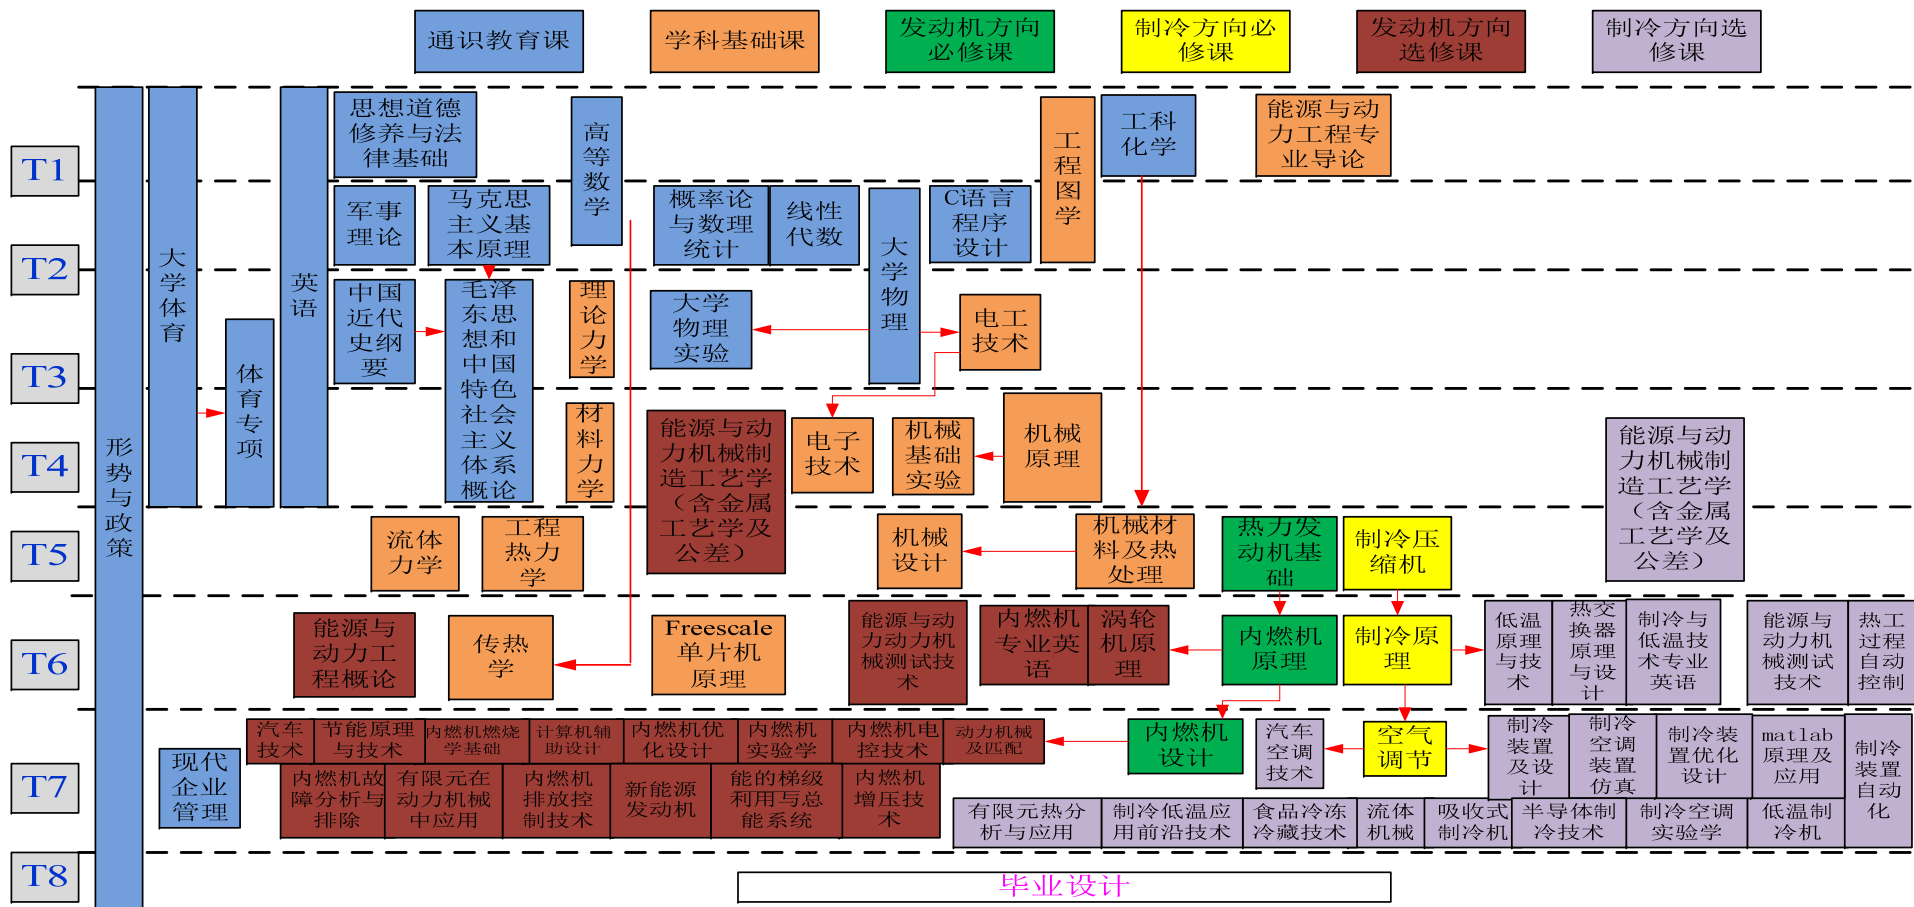 通识教育课
学科基础课
发动机方向
必修课
制冷方向必
修课
发动机方向
选修课
制冷方向选
修课
T1
T2
T3
T4
T5
T6
T7
T8
形
势
与
政
策
大
学
体
育
体
育
专
项
英
语
思想道德
修养与法
律基础
高
等
数
学
工
程
图
学
工科
化学
能源与动
力工程专
业导论
军事
理论
马克思
主义基
本原理
概率论
与数理
统计
线性
代数
大
学
物
理
C语言
程序
设计
中国
近代
史纲
要
毛泽
东思
想和
中国
特色
社会
主义
体系
概论
理
论
力
学
大学
物理
实验
电工
技术
材
料
力
学
能源与动
力机械制
造工艺学
（含金属
工艺学及
公差）
电子
技术
机械
基础
实验
机械
原理
能源与动
力机械制
造工艺学
（含金属
工艺学及
公差）
流体
力学
工程
热力
学
机械
设计
机械材
料及热
处理
热力发
动机基
础
制冷压
缩机
能源与
动力工
程概论
传热
学
Freescale
单片机
原理
能源与动
力动力机
械测试技
术
内燃机
专业英
语
涡轮
机原
理
内燃机
原理
制冷原
理
低温
原理
与技
术
热交
换器
原理
与设
计
制冷与
低温技
术专业
英语
能源与
动力机
械测试
技术
热工
过程
自动
控制
现代
企业
管理
汽车
技术
节能原理
与技术
内燃机燃烧
学基础
计算机辅
助设计
内燃机优
化设计
内燃机
实验学
内燃机电
控技术
动力机械
及匹配
内燃机
设计
汽车
空调
技术
空气
调节
制冷
装置
及设
计
制冷
空调
装置
仿真
制冷装
置优化
设计
matlab
原理及
应用
制冷
装置
自动
化
内燃机故
障分析与
排除
有限元在
动力机械
中应用
内燃机
排放控
制技术
新能源
发动机
能的梯级
利用与总
能系统
内燃机
增压技
术
有限元热分
析与应用
制冷低温应
用前沿技术
食品冷冻
冷藏技术
流体
机械
吸收式
制冷机
半导体制
冷技术
制冷空调
实验学
低温制
冷机
毕业设计